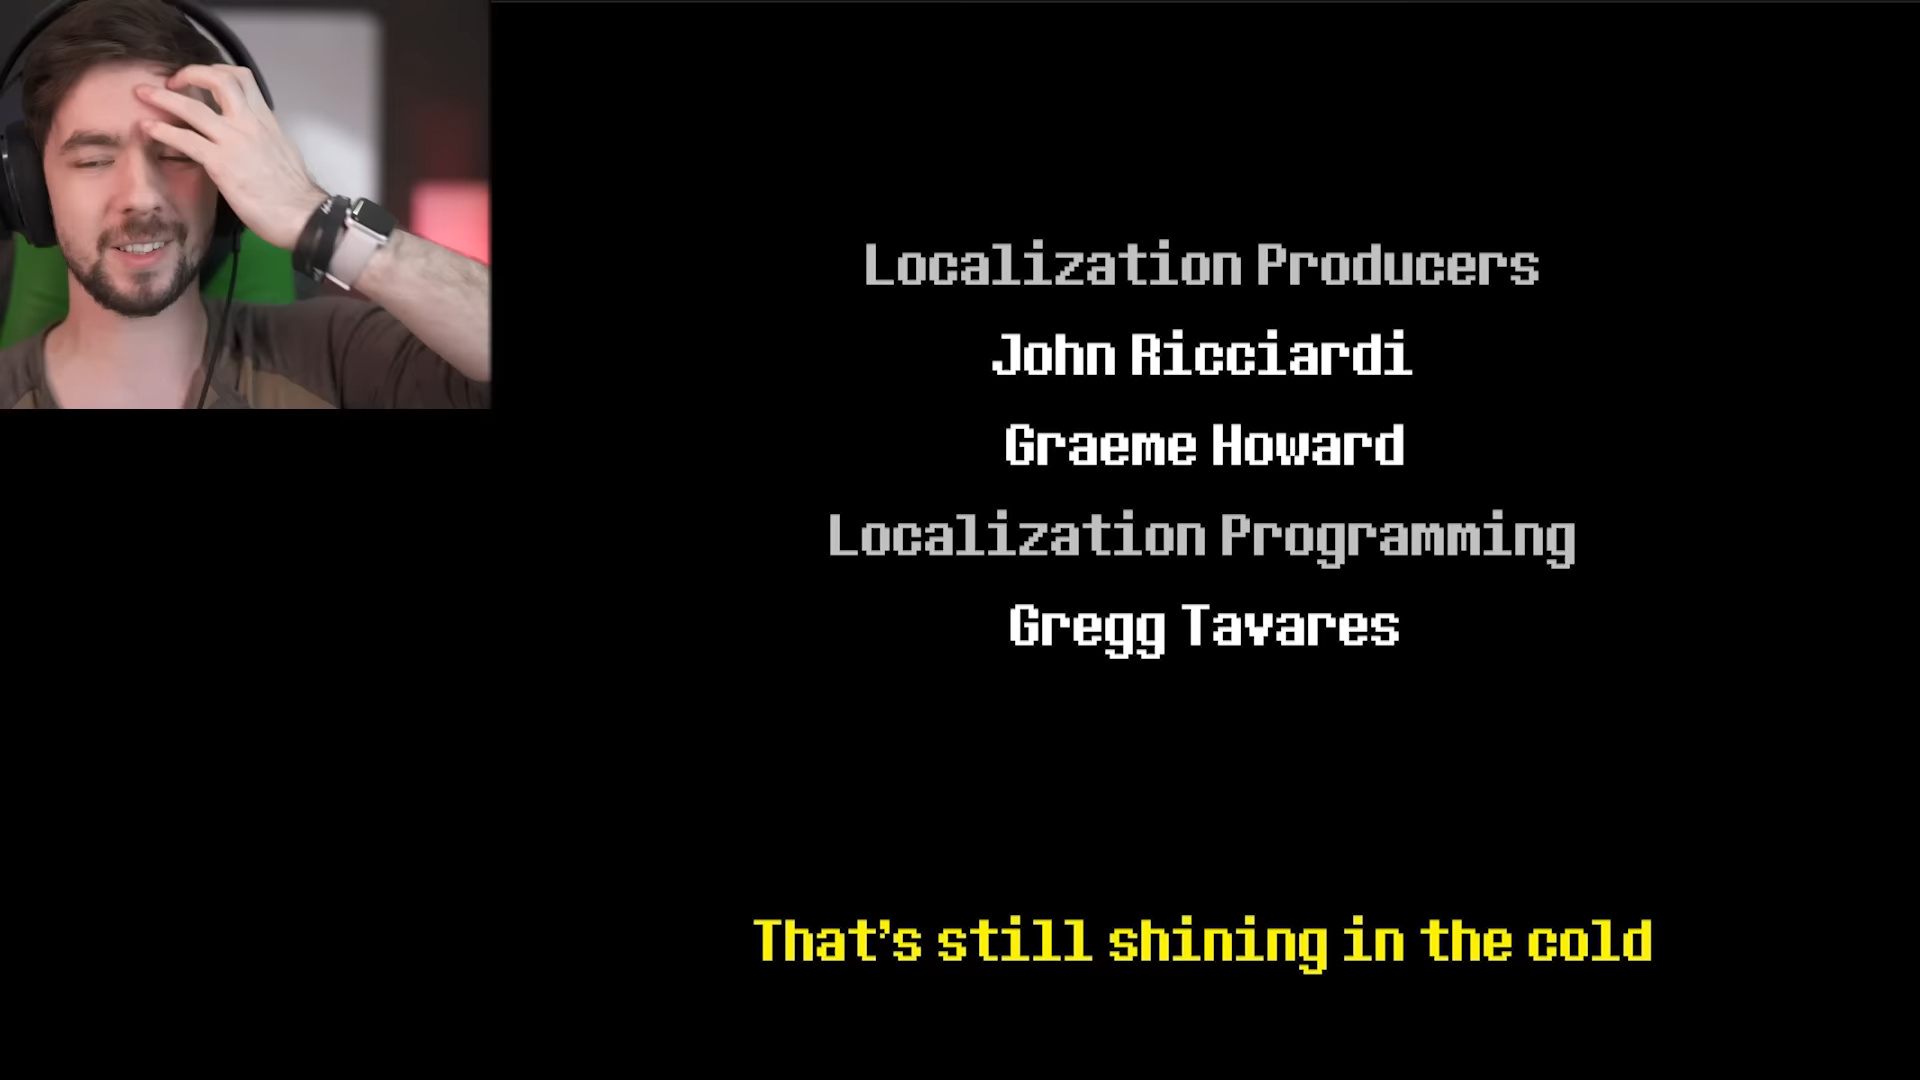 Localization Producers
John Ricciardi
Graeme Howard
Localization Programming
Gregg Tavares
That's still shining in the cold